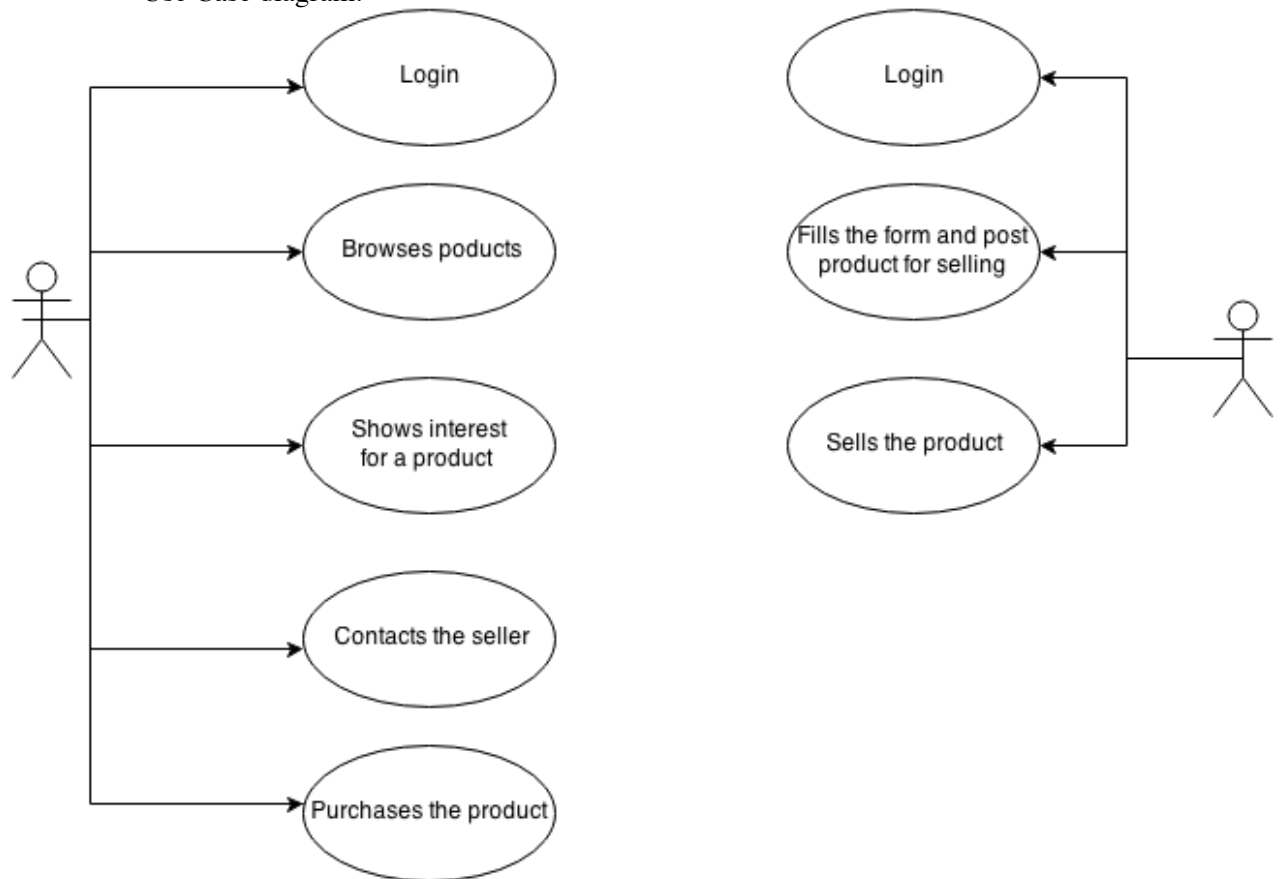 Use Case diagram.
Login
Browses poducts
Shows interest
for a product
Contacts the seller
Purchases the product
Login
Fills the form and post
product for selling
Sells the product